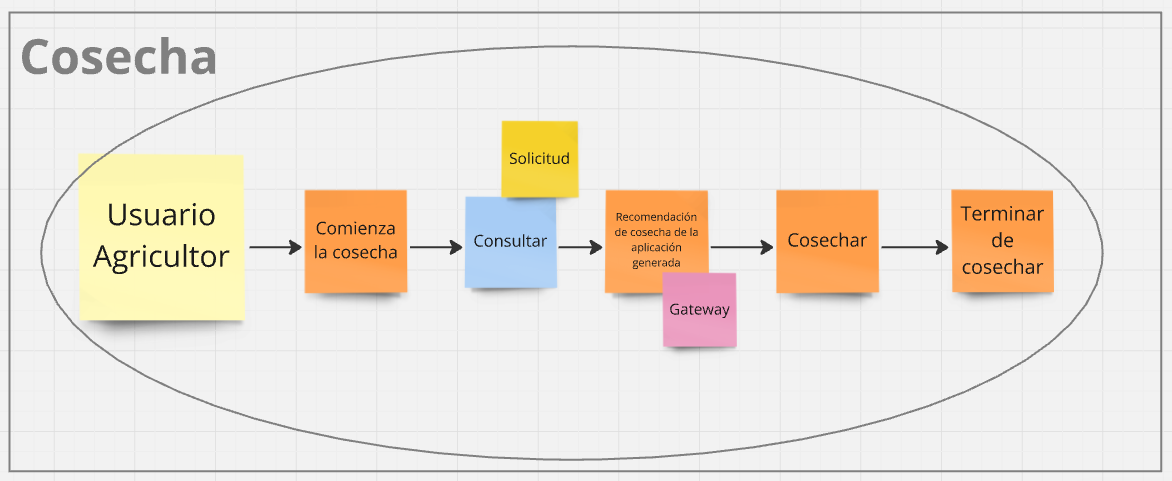 Cosecha
Usuario
Agricultor
Comienza
la cosecha
Solicitud
Consultar
Recomendación
de cosecha de la
aplicación
generada
Gateway
Cosechar
Terminar
de
cosechar